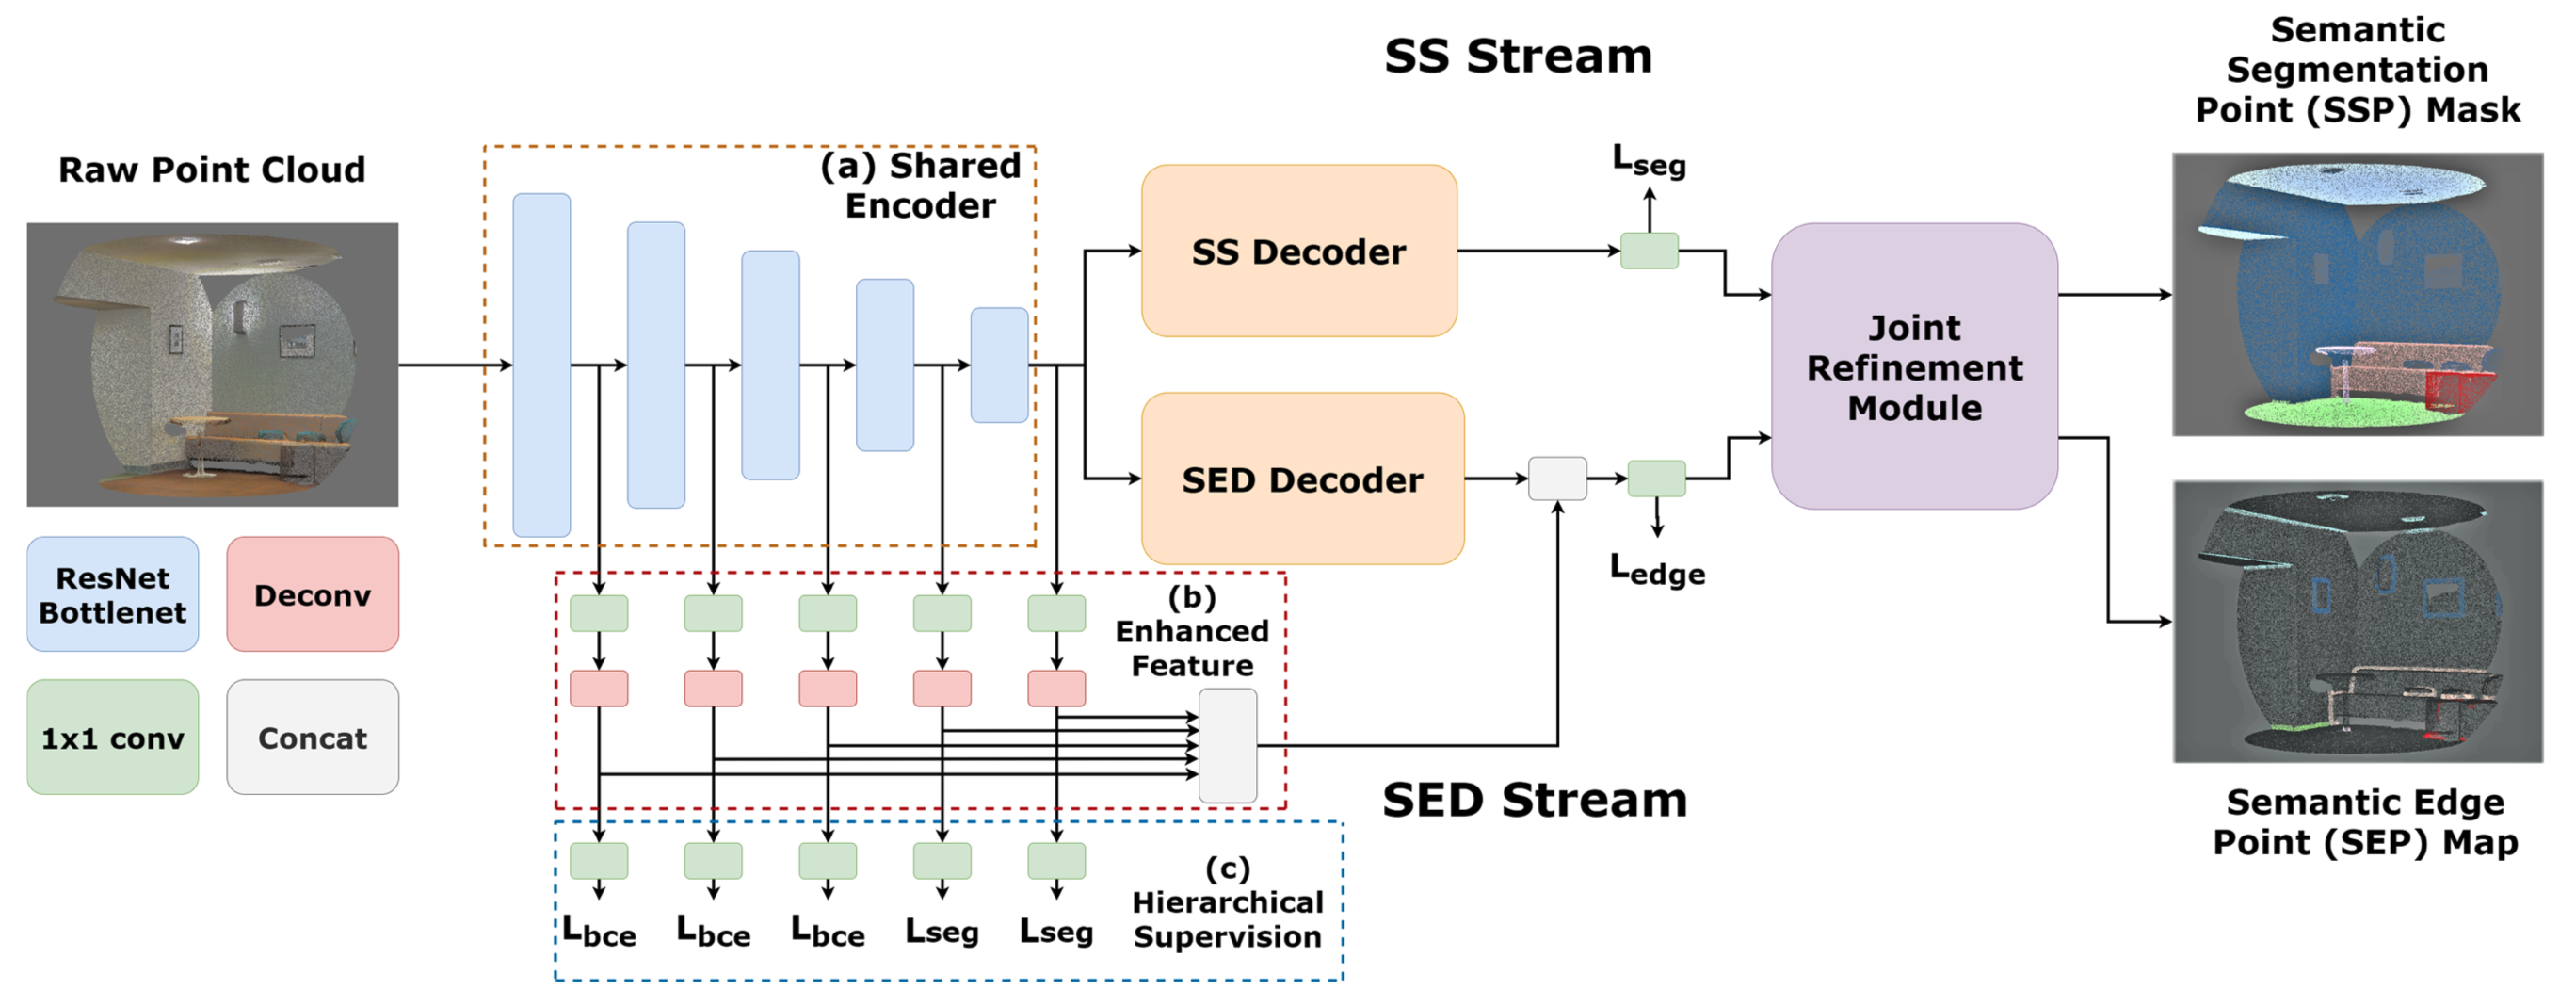 SS Stream
Semantic
Segmentation
Point (SSP) Mask
Raw Point Cloud
(a) Shared
Encoder
Lseg
SS Decoder
Joint
Refinement
Module
SED Decoder
Ledge
ResNet
Bottlenet
Deconv
1x1 conv
Concat
(b)
Enhanced
Feature
SED Stream
Semantic Edge
Point (SEP) Map
(c)
Hierarchical
Supervision
Lbce Lbce Lbce Lseg Lseg